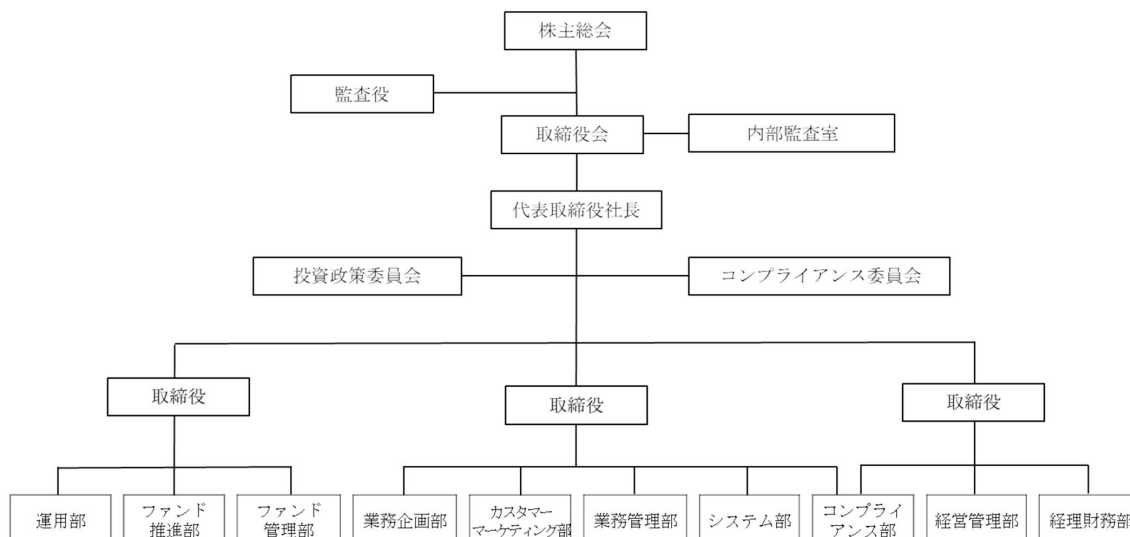 株主総会
監査役
取締役会
内部監査室
代表取締役社長
投資政策委員会
コンプライアンス委員会
取締役
取締役
取締役
運用部
ファンド
推進部
ファンド
管理部
業務企画部
カスタマー
マーケティング部
業務管理部
システム部
コンプライ
アンス部
経営管理部
経理財務部